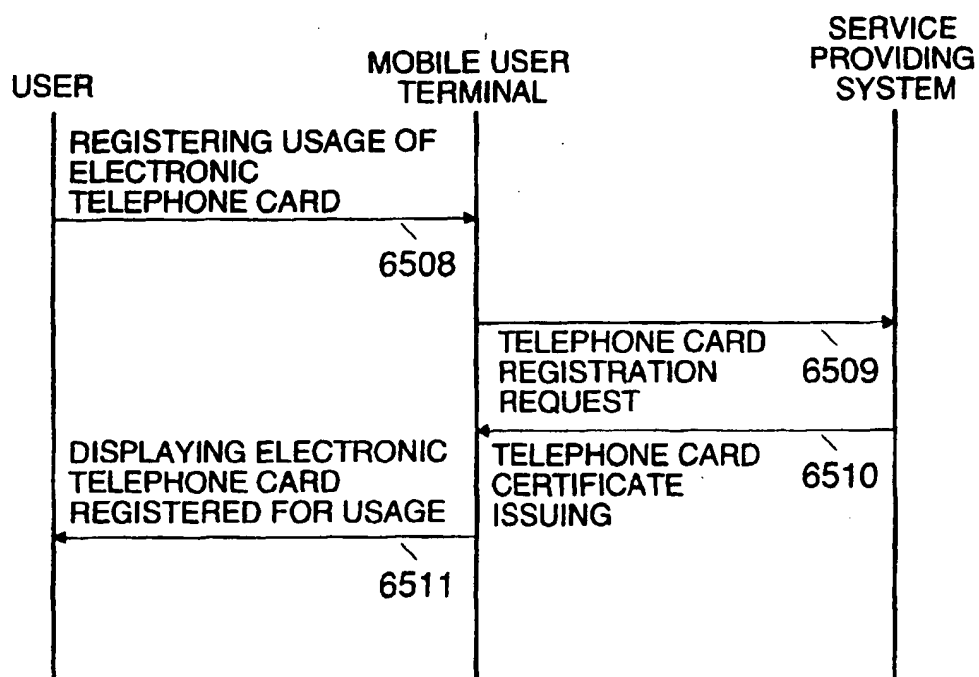 USER
MOBILE USER
TERMINAL
SERVICE
PROVIDING
SYSTEM
REGISTERING USAGE OF
ELECTRONIC
TELEPHONE CARD
6508
TELEPHONE CARD
REGISTRATION
REQUEST
6509
DISPLAYING ELECTRONIC
TELEPHONE CARD
REGISTERED FOR USAGE
TELEPHONE CARD
CERTIFICATE
ISSUING
6510
6511